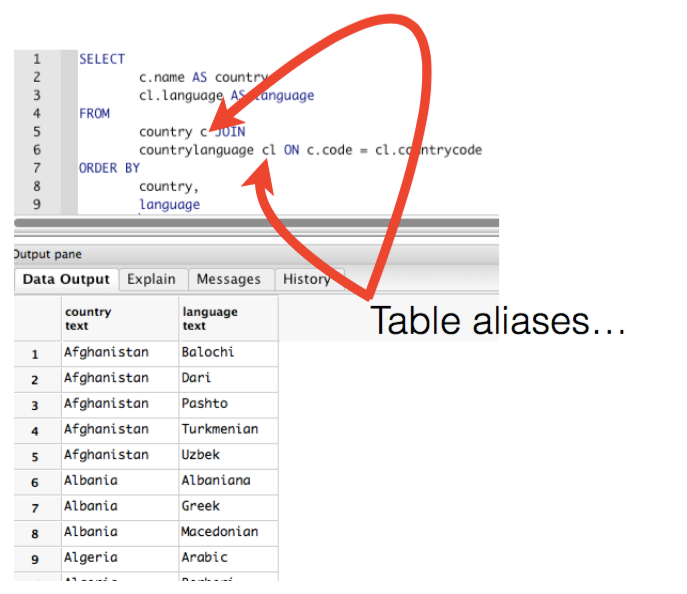 1 SELECT
2 c.name AS country,
3 cl.language AS language
4 FROM
5 country c JOIN
6 countrylanguage cl ON c.code = cl.countrycode
7 ORDER BY
8 country,
9 language
Output pane
Data Output Explain Messages History
country text language text
Table aliases...
1 Afghanistan Balochi
2 Afghanistan Dari
3 Afghanistan Pashto
4 Afghanistan Turkmenian
5 Afghanistan Uzbek
6 Albania Albaniana
7 Albania Greek
8 Albania Macedonian
9 Algeria Arabic